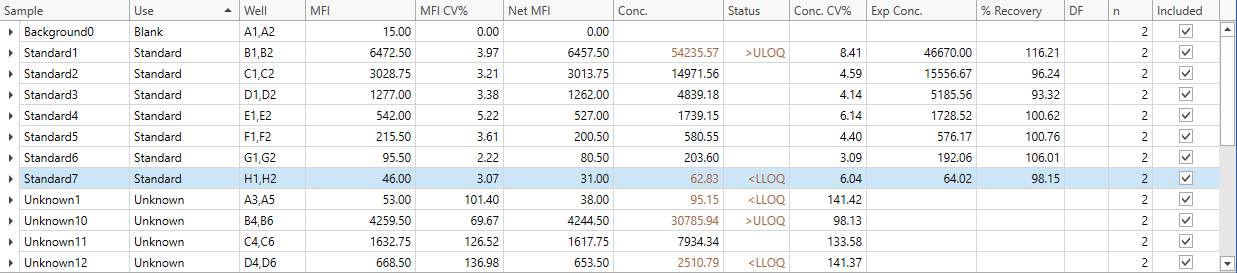 Sample Use Well MFI MFI CV% Net MFI Conc. Status Conc. CV% Exp Conc. % Recovery DF n Included
Background0 Blank A1,A2 15.00 0.00 0.00 2
Standard1 Standard B1,B2 6472.50 3.97 6457.50 54235.57 >ULOQ 8.41 46670.00 116.21 2
Standard2 Standard C1,C2 3028.75 3.21 3013.75 14971.56 4.59 15556.67 96.24 2
Standard3 Standard D1,D2 1277.00 3.38 1262.00 4839.18 4.14 5185.56 93.32 2
Standard4 Standard E1,E2 542.00 5.22 527.00 1739.15 6.14 1728.52 100.62 2
Standard5 Standard F1,F2 215.50 3.61 200.50 580.55 4.40 576.17 100.76 2
Standard6 Standard G1,G2 95.50 2.22 80.50 203.60 3.09 192.06 106.01 2
Standard7 Standard H1,H2 46.00 3.07 31.00 62.83 <LLOQ 6.04 64.02 98.15 2
Unknown1 Unknown A3,A5 53.00 101.40 38.00 95.15 <LLOQ 141.42 2
Unknown10 Unknown B4,B6 4259.50 69.67 4244.50 30785.94 >ULOQ 98.13 2
Unknown11 Unknown C4,C6 1632.75 126.52 1617.75 7934.34 133.58 2
Unknown12 Unknown D4,D6 668.50 136.98 653.50 2510.79 <LLOQ 141.37 2